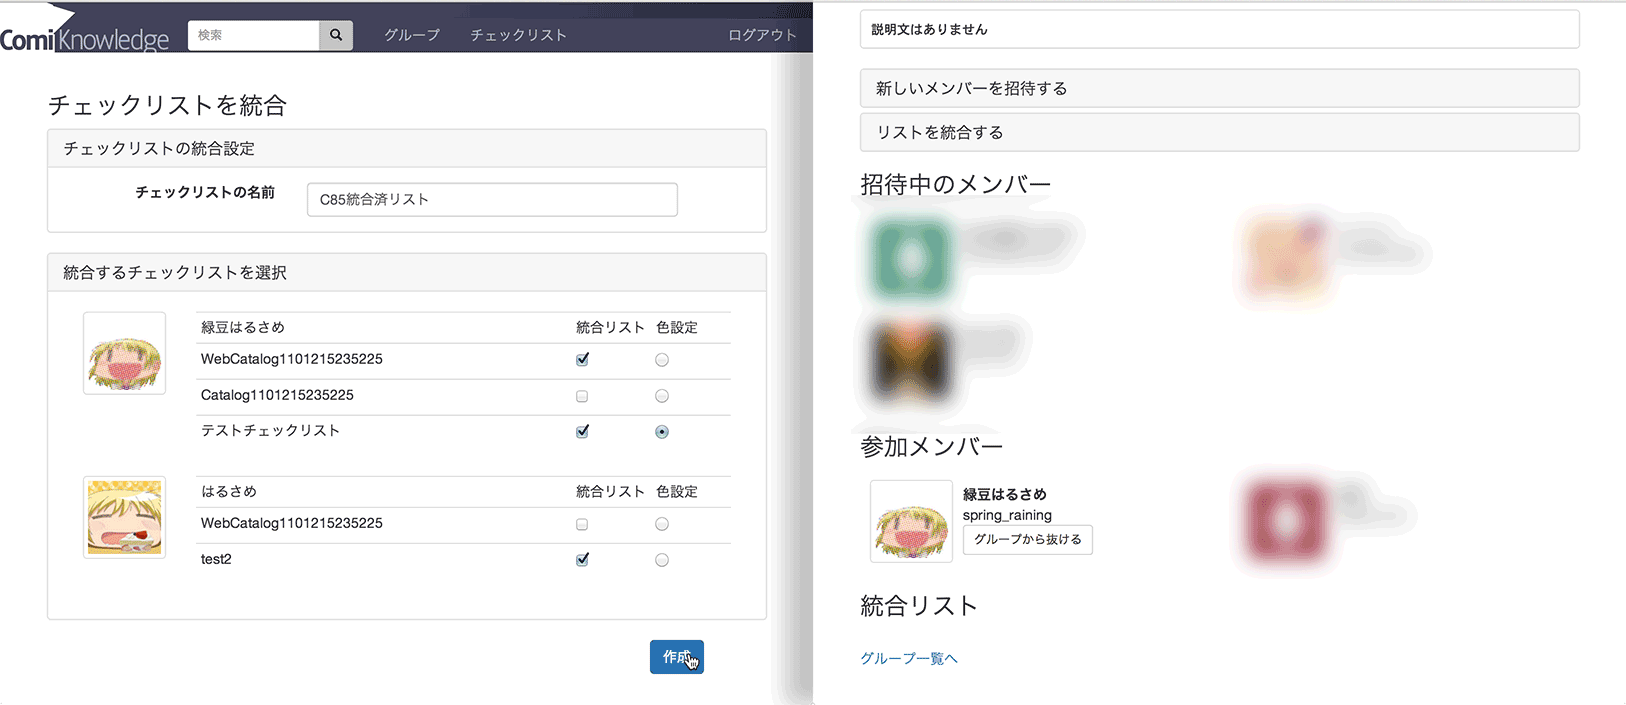 ComiKnowledge
検索
グループ
チェックリスト
ログアウト
チェックリストを統合
チェックリストの統合設定
チェックリストの名前
C85統合済リスト
統合するチェックリストを選択
緑豆はるさめ 統合リスト 色設定
WebCatalog1101215235225
Catalog1101215235225
テストチェックリスト
はるさめ 統合リスト 色設定
WebCatalog1101215235225
test2
作成
説明文はありません
新しいメンバーを招待する
リストを統合する
招待中のメンバー
参加メンバー
緑豆はるさめ
spring_raining
グループから抜ける
統合リスト
グループ一覧へ